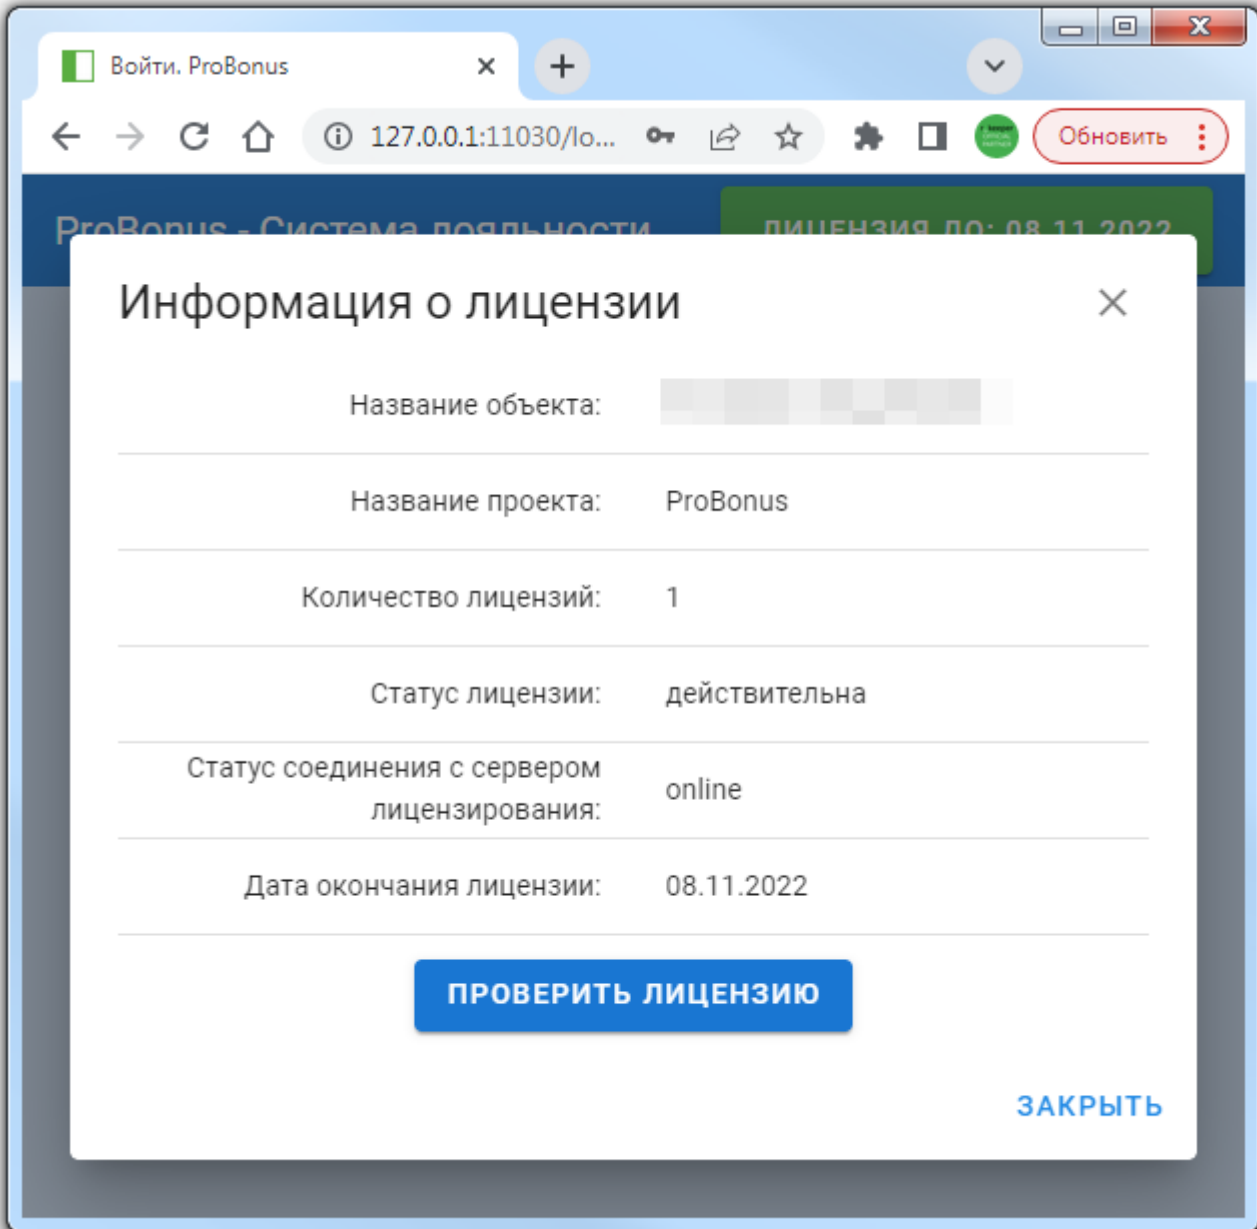 Войти. ProBonus
127.0.0.1:11030/lo...
Обновить
ProBonus - Система лояльности
ЛИЦЕНЗИЯ ДО: 08.11.2022
Информация о лицензии
Название объекта:
Название проекта: ProBonus
Количество лицензий: 1
Статус лицензии: действительна
Статус соединения с сервером
лицензирования: online
Дата окончания лицензии: 08.11.2022
ПРОВЕРИТЬ ЛИЦЕНЗИЮ
ЗАКРЫТЬ